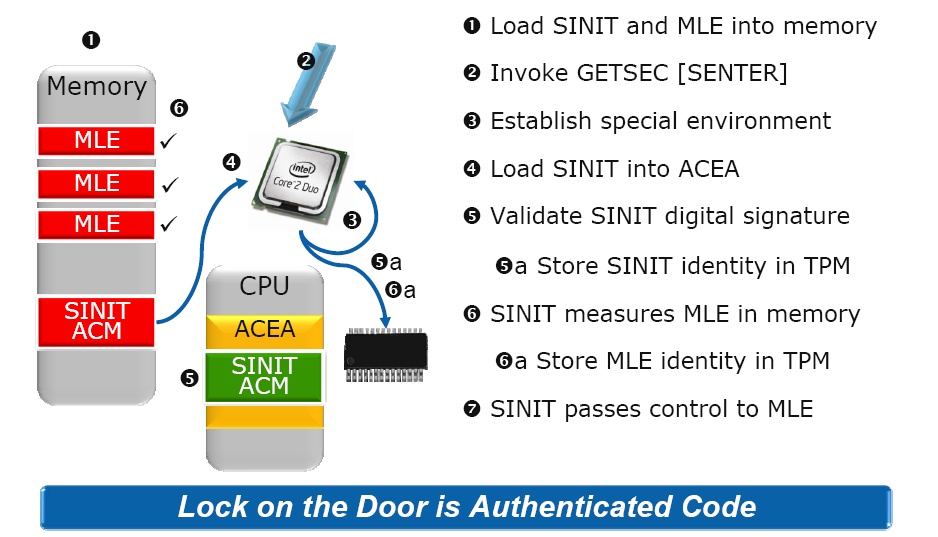 ❶
Memory
❻
MLE ✓
MLE ✓
MLE ✓
SINIT
ACM
❷
❹
intel
Core™2 Duo
❸
❺a
❻a
CPU
ACEA
❺
SINIT
ACM
❶ Load SINIT and MLE into memory
❷ Invoke GETSEC [SENTER]
❸ Establish special environment
❹ Load SINIT into ACEA
❺ Validate SINIT digital signature
❺a Store SINIT identity in TPM
❻ SINIT measures MLE in memory
❻a Store MLE identity in TPM
❼ SINIT passes control to MLE
Lock on the Door is Authenticated Code